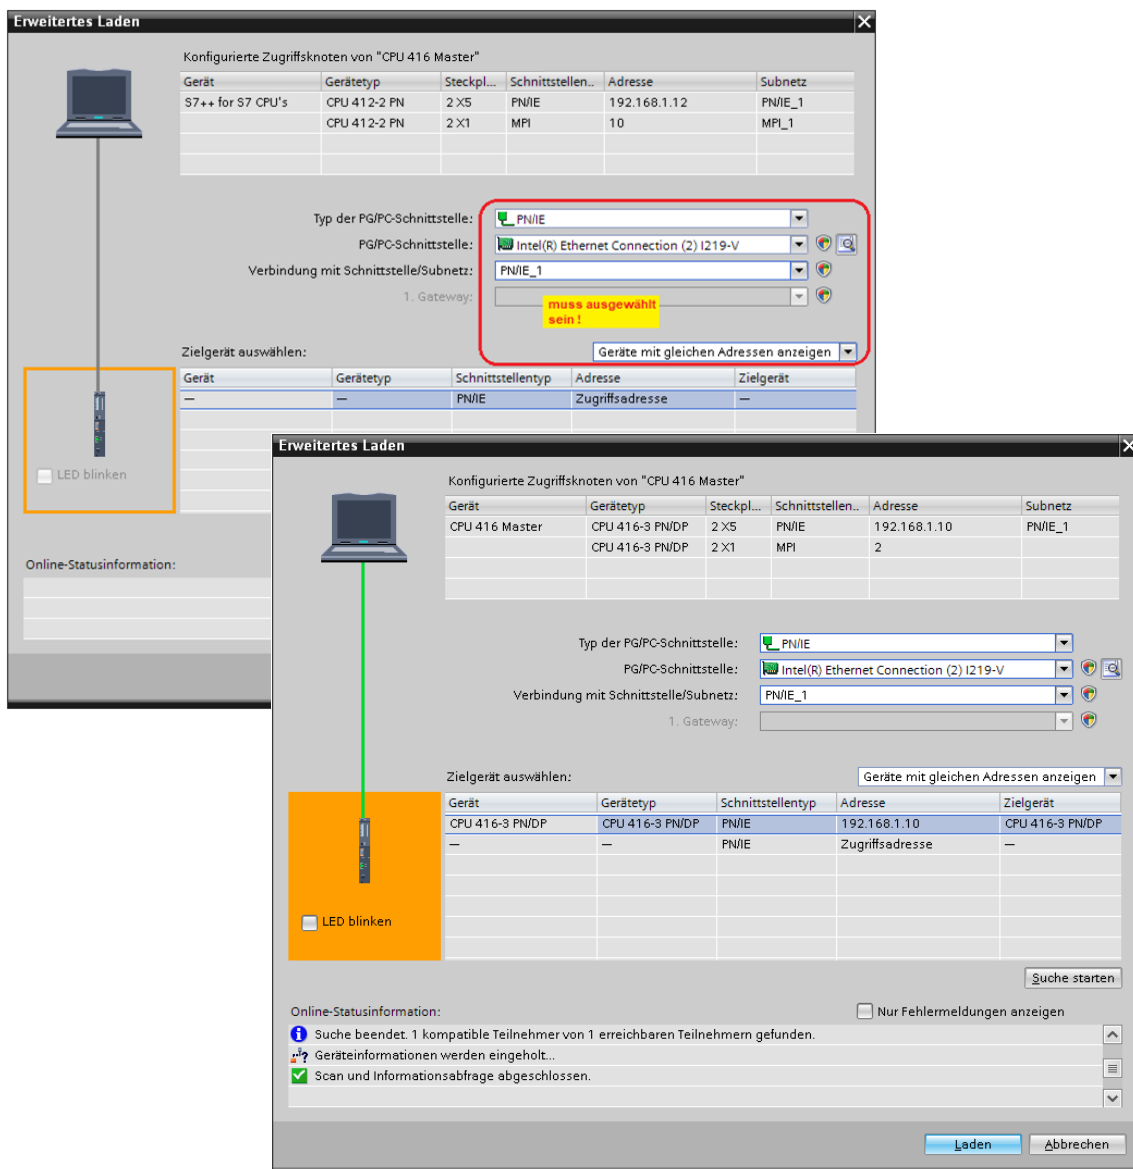 Erweitertes Laden
Konfigurierte Zugriffsknoten von "CPU 416 Master"
Gerät Gerätetyp Steckpl... Schnittstellen.. Adresse Subnetz
S7++ for S7 CPU's CPU 412-2 PN 2 X5 PN/IE 192.168.1.12 PN/IE_1
CPU 412-2 PN 2 X1 MPI 10 MPI_1
Typ der PG/PC-Schnittstelle: PN/IE
PG/PC-Schnittstelle: Intel(R) Ethernet Connection (2) I219-V
Verbindung mit Schnittstelle/Subnetz: PN/IE_1
1. Gateway:
muss ausgewählt
sein !
Zielgerät auswählen: Geräte mit gleichen Adressen anzeigen
Gerät Gerätetyp Schnittstellentyp Adresse Zielgerät
— — PN/IE Zugriffsadresse —
LED blinken
Online-Statusinformation:
Erweitertes Laden
Konfigurierte Zugriffsknoten von "CPU 416 Master"
Gerät Gerätetyp Steckpl... Schnittstellen.. Adresse Subnetz
CPU 416 Master CPU 416-3 PN/DP 2 X5 PN/IE 192.168.1.10 PN/IE_1
CPU 416-3 PN/DP 2 X1 MPI 2
Typ der PG/PC-Schnittstelle: PN/IE
PG/PC-Schnittstelle: Intel(R) Ethernet Connection (2) I219-V
Verbindung mit Schnittstelle/Subnetz: PN/IE_1
1. Gateway:
Zielgerät auswählen: Geräte mit gleichen Adressen anzeigen
Gerät Gerätetyp Schnittstellentyp Adresse Zielgerät
CPU 416-3 PN/DP CPU 416-3 PN/DP PN/IE 192.168.1.10 CPU 416-3 PN/DP
— — PN/IE Zugriffsadresse —
LED blinken
Suche starten
Online-Statusinformation: Nur Fehlermeldungen anzeigen
Suche beendet. 1 kompatible Teilnehmer von 1 erreichbaren Teilnehmern gefunden.
Geräteinformationen werden eingeholt...
Scan und Informationsabfrage abgeschlossen.
Laden Abbrechen